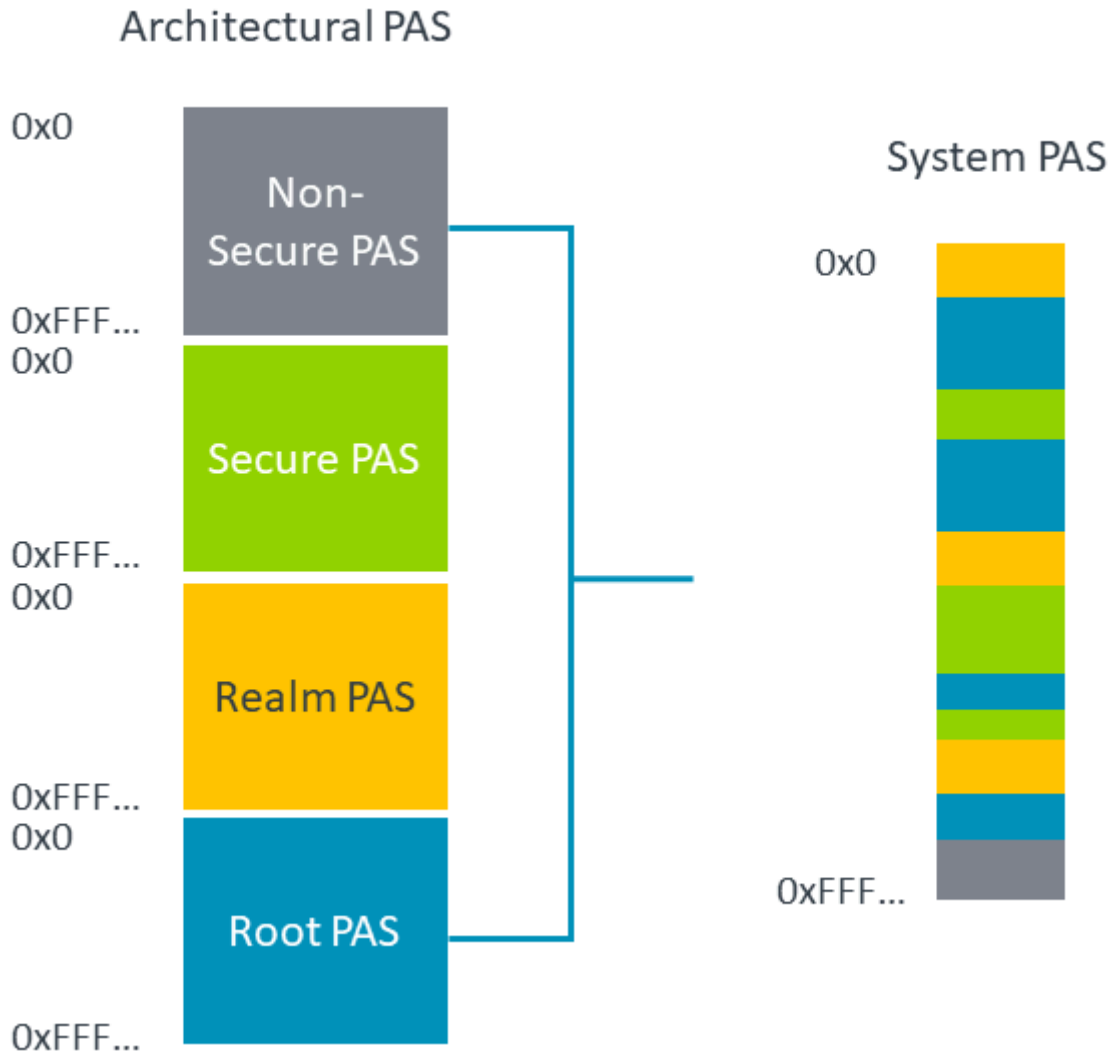 Architectural PAS
0x0
Non-
Secure PAS
0xFFF...
0x0
Secure PAS
0xFFF...
0x0
Realm PAS
0xFFF...
0x0
Root PAS
0xFFF...
System PAS
0x0
0xFFF...